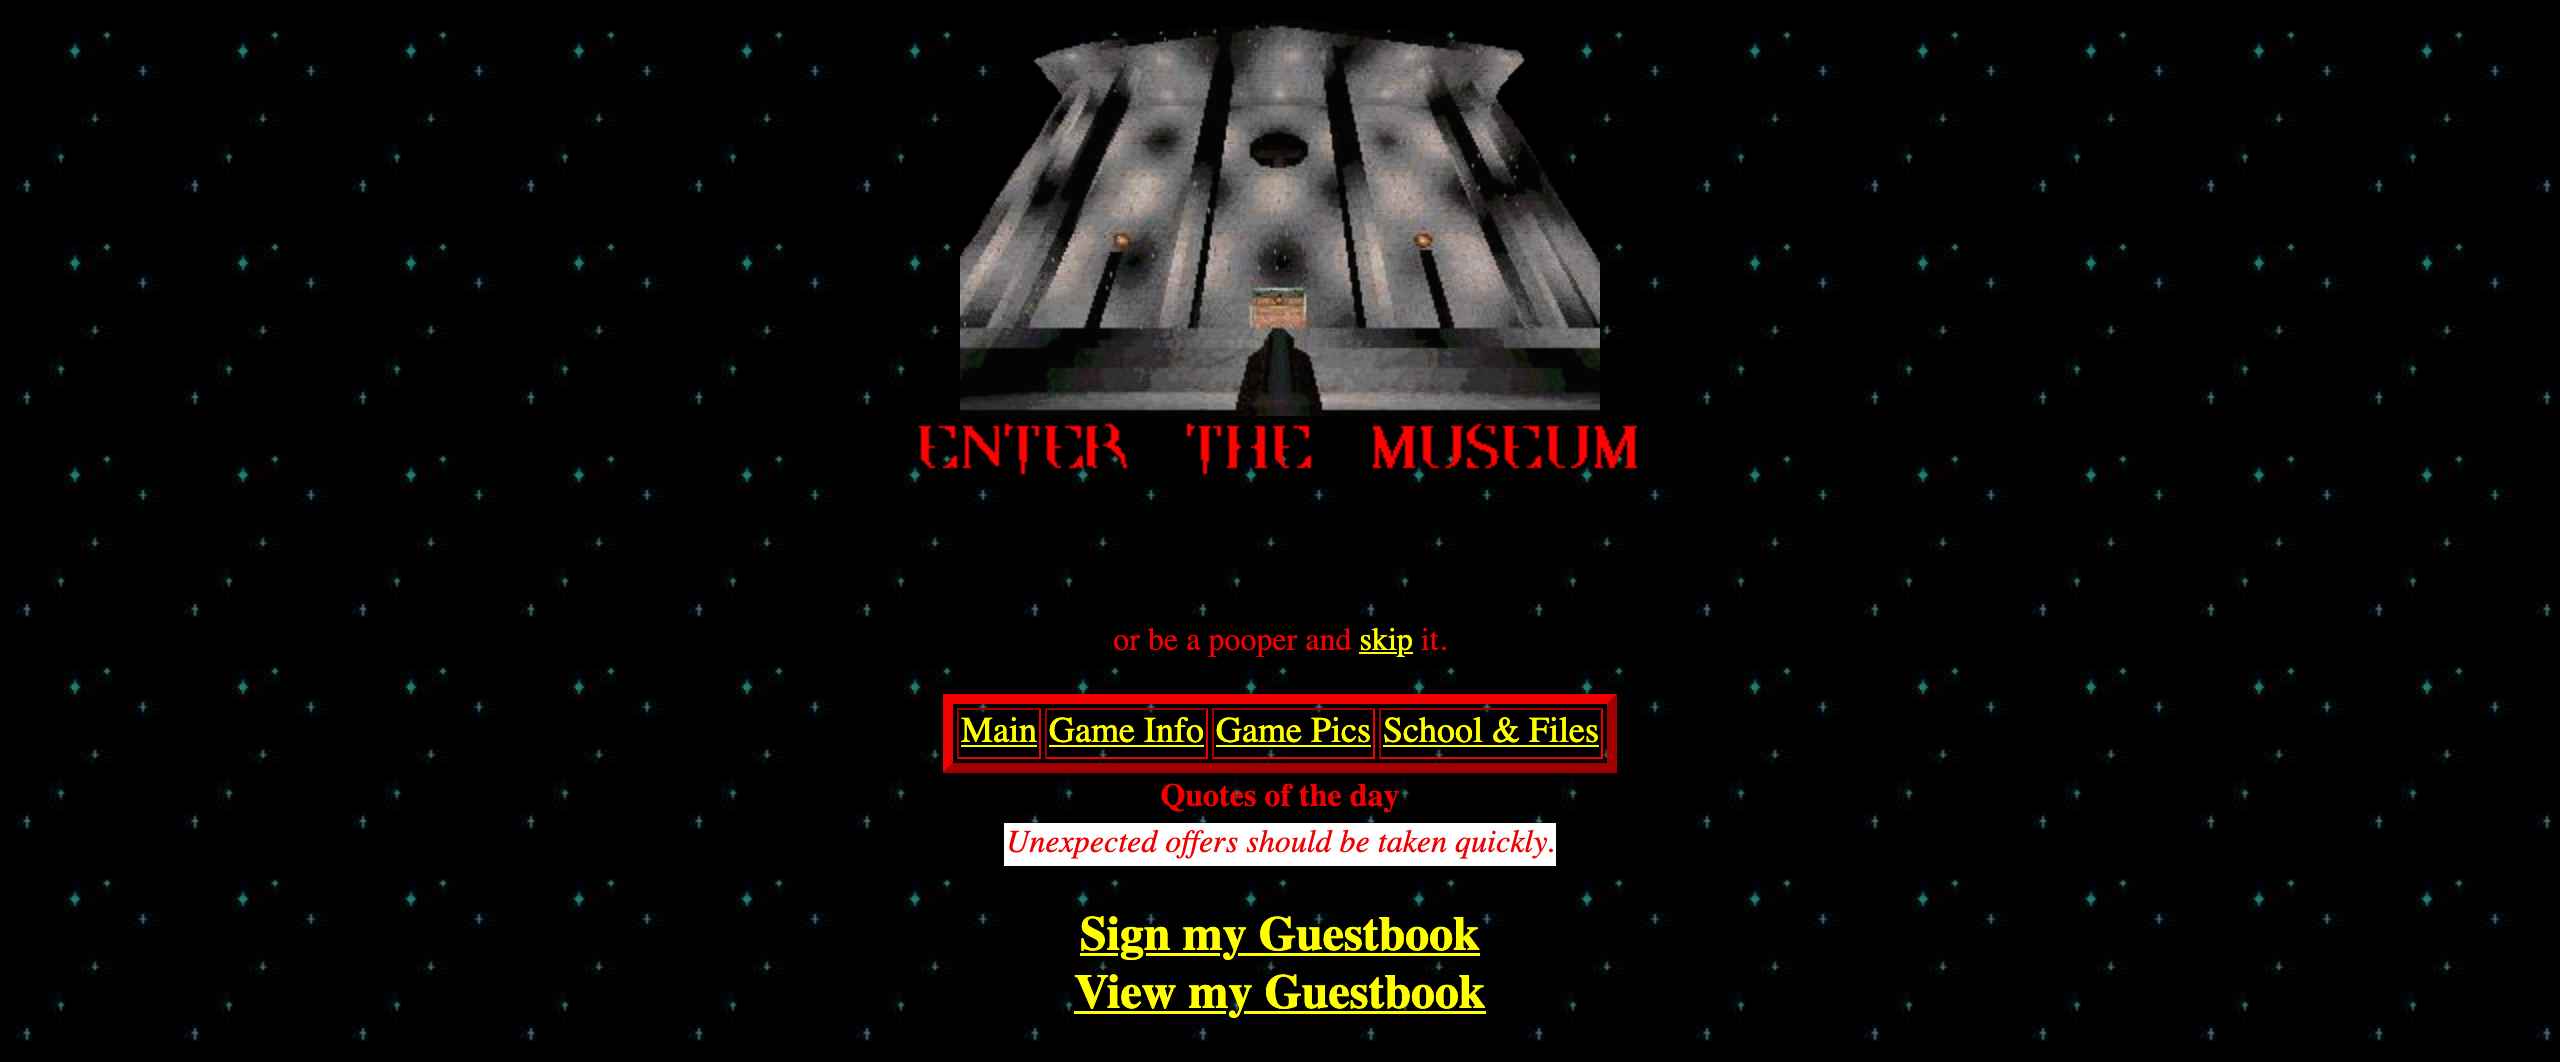 ENTER THE MUSEUM
or be a pooper and skip it.
Main Game Info Game Pics School & Files
Quotes of the day
Unexpected offers should be taken quickly.
Sign my Guestbook
View my Guestbook